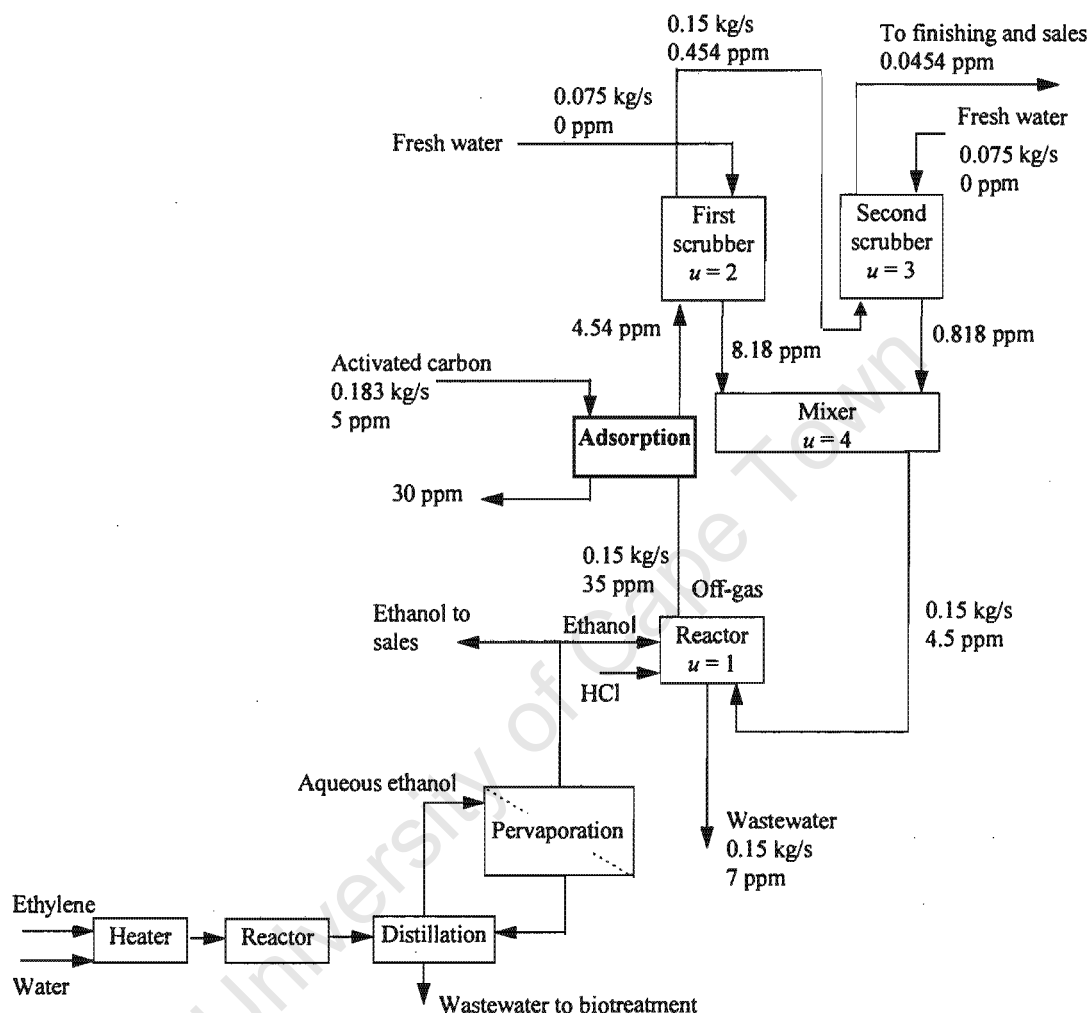 0.15 kg/s
0.454 ppm
To finishing and sales
0.0454 ppm
0.075 kg/s
0 ppm
Fresh water
Fresh water
0.075 kg/s
0 ppm
First
scrubber
u = 2
Second
scrubber
u = 3
4.54 ppm
8.18 ppm
0.818 ppm
Activated carbon
0.183 kg/s
5 ppm
Mixer
u = 4
Adsorption
30 ppm
0.15 kg/s
35 ppm
Off-gas
Ethanol to
sales
Ethanol
Reactor
u = 1
HCl
0.15 kg/s
4.5 ppm
Aqueous ethanol
Pervaporation
Wastewater
0.15 kg/s
7 ppm
Ethylene
Water
Heater
Reactor
Distillation
Wastewater to biotreatment
University of Cape Town